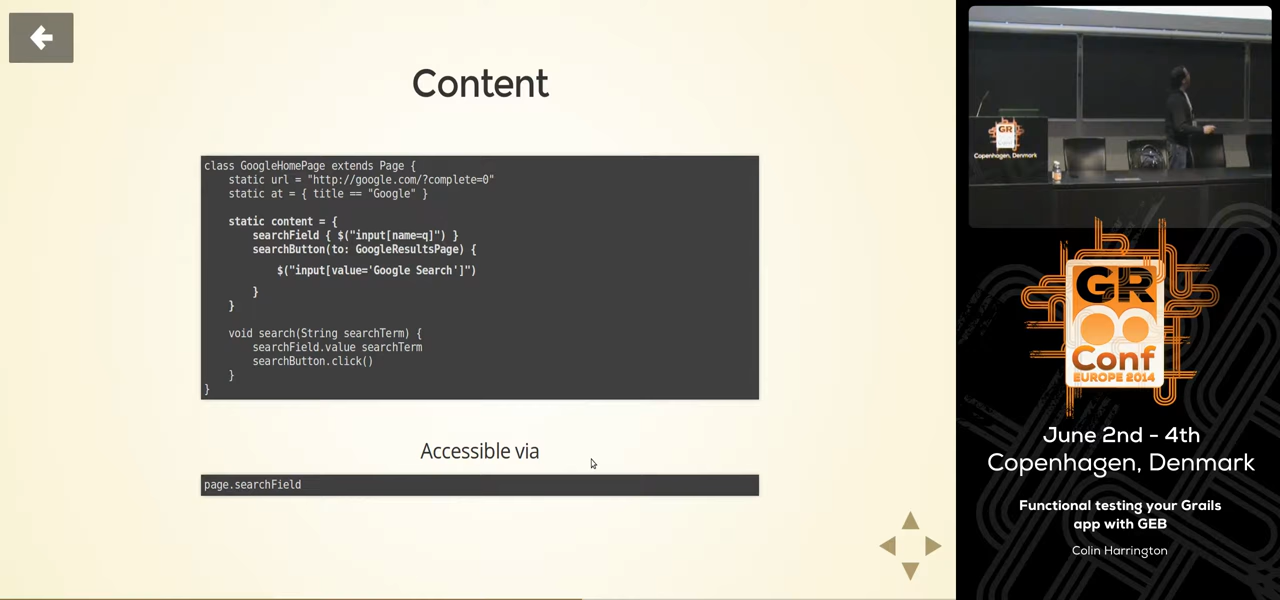 Content
class GoogleHomePage extends Page {
static url = "http://google.com/?complete=0"
static at = { title == "Google" }
static content = {
searchField { $("input[name=q]") }
searchButton(to: GoogleResultsPage) {
$("input[value='Google Search']")
}
}
void search(String searchTerm) {
searchField.value searchTerm
searchButton.click()
}
}
Accessible via
page.searchField
GR
Copenhagen, Denmark
GR
Conf
EUROPE 2014
June 2nd - 4th
Copenhagen, Denmark
Functional testing your Grails
app with GEB
Colin Harrington